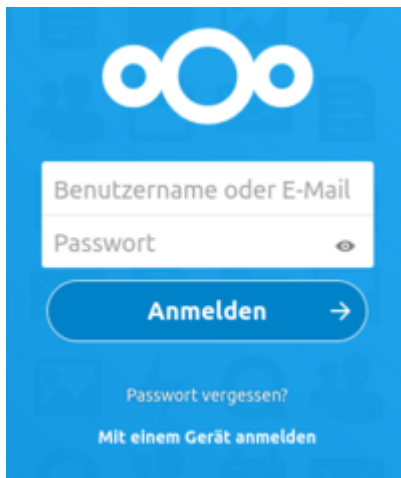 Benutzername oder E-Mail
Passwort
Anmelden
Passwort vergessen?
Mit einem Gerät anmelden